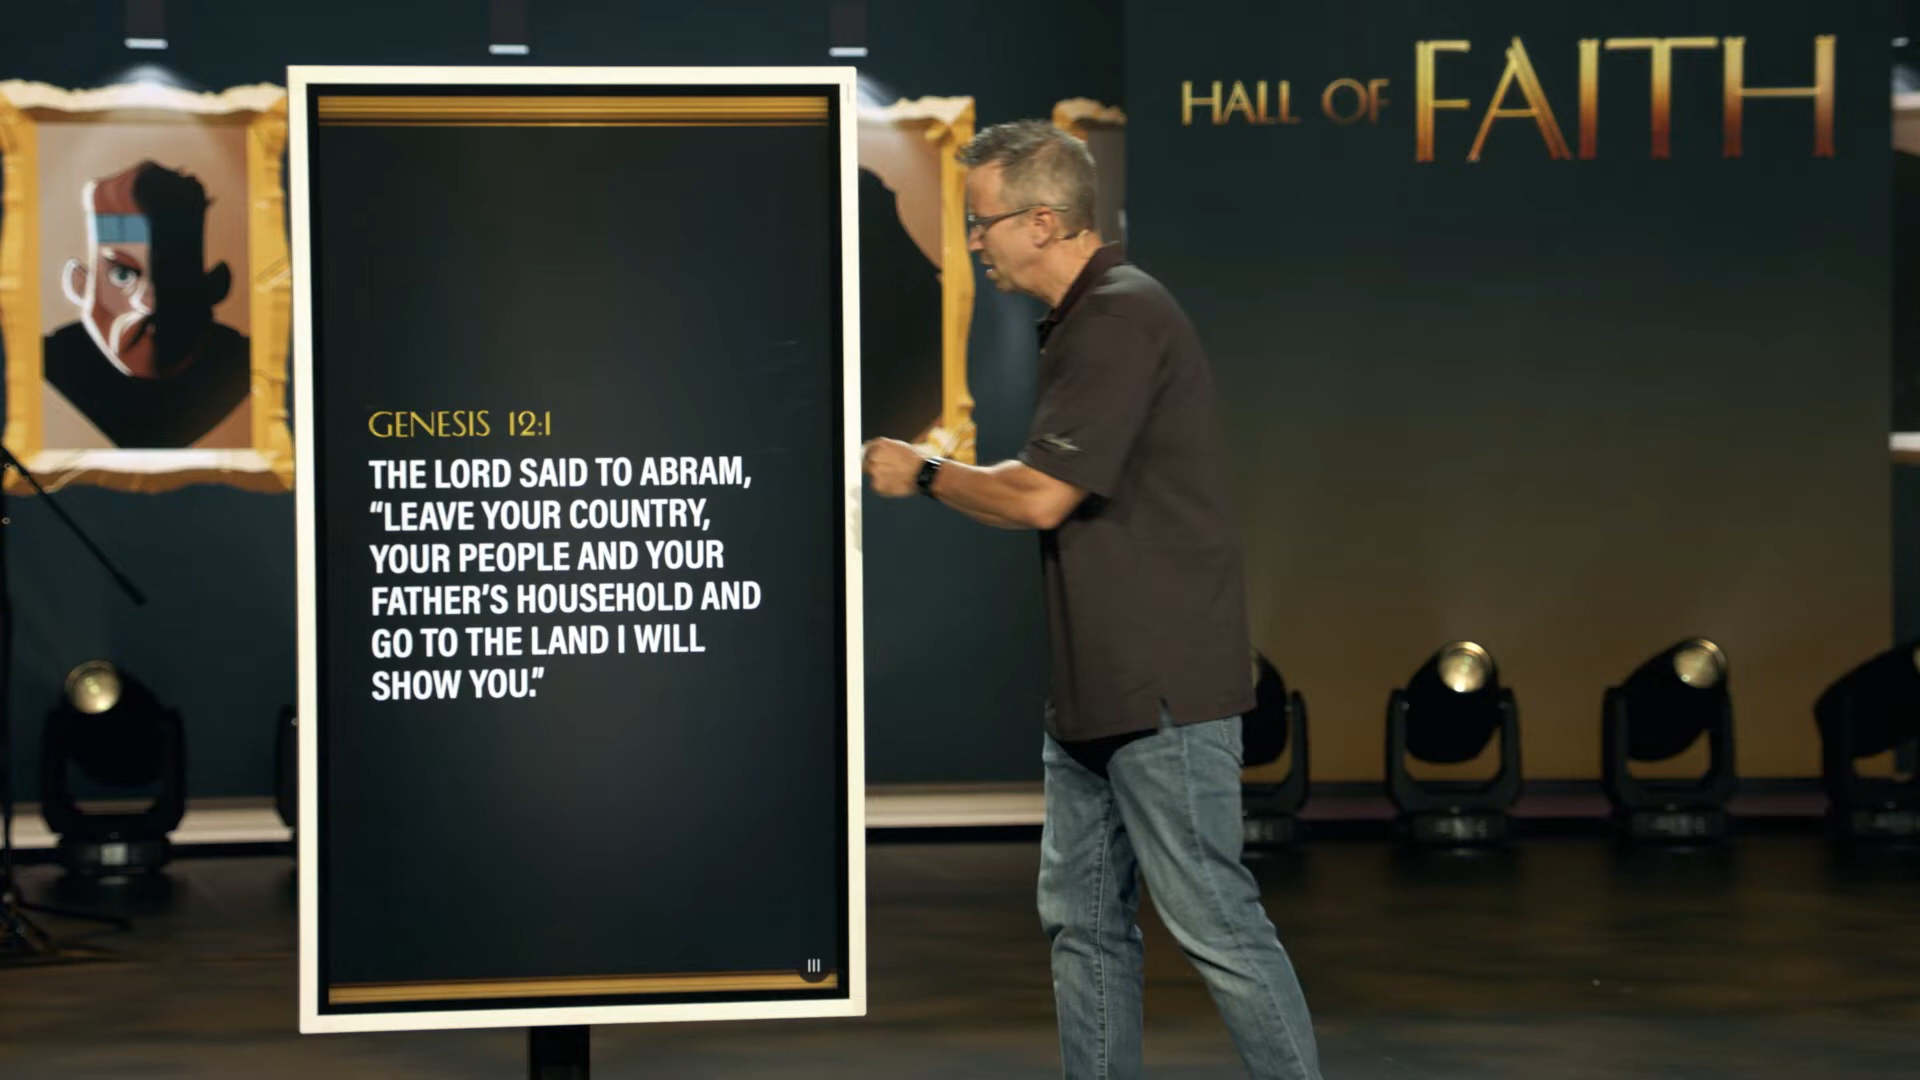 HALL OF FAITH
GENESIS 12:1
THE LORD SAID TO ABRAM,
“LEAVE YOUR COUNTRY,
YOUR PEOPLE AND YOUR
FATHER’S HOUSEHOLD AND
GO TO THE LAND I WILL
SHOW YOU.”